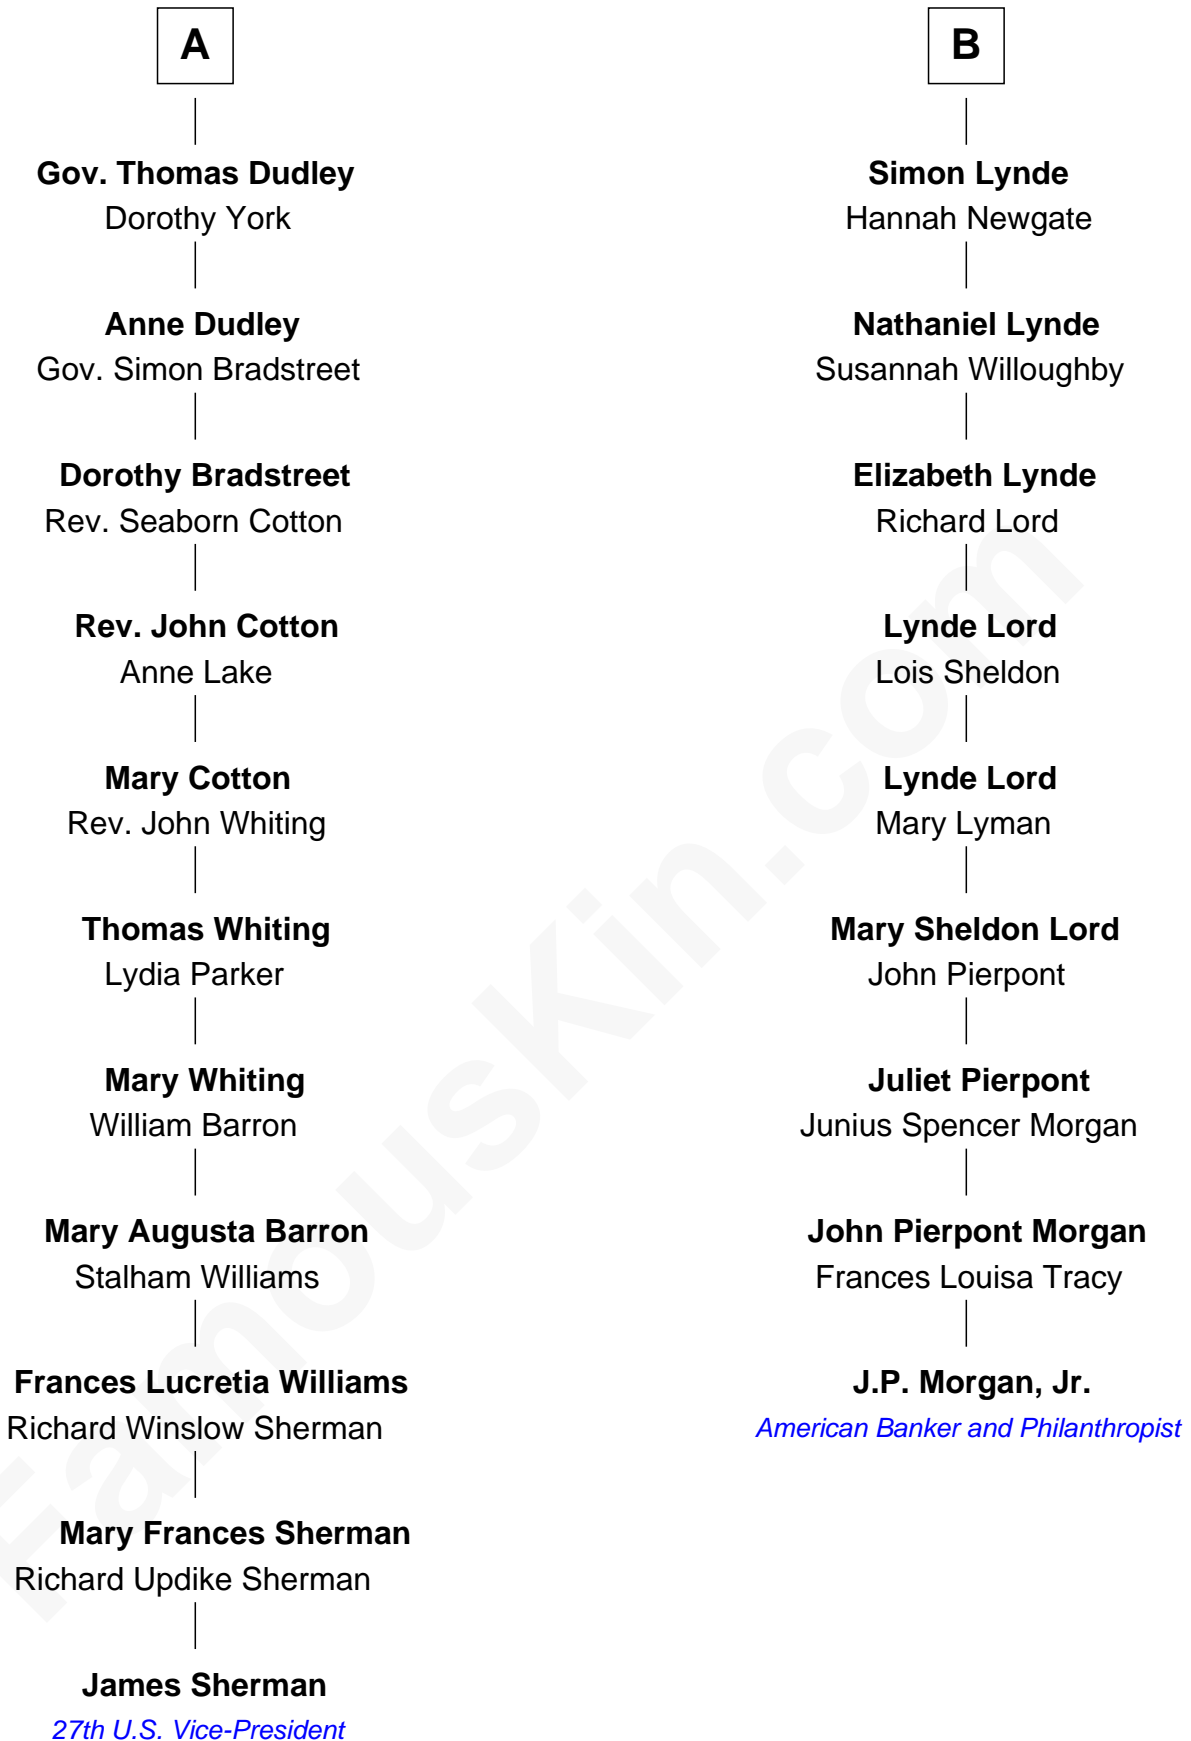 A
Gov. Thomas Dudley
Dorothy York
Anne Dudley
Gov. Simon Bradstreet
Dorothy Bradstreet
Rev. Seaborn Cotton
Rev. John Cotton
Anne Lake
Mary Cotton
Rev. John Whiting
Thomas Whiting
Lydia Parker
Mary Whiting
William Barron
Mary Augusta Barron
Stalham Williams
Frances Lucretia Williams
Richard Winslow Sherman
Mary Frances Sherman
Richard Updike Sherman
James Sherman
27th U.S. Vice-President
B
Simon Lynde
Hannah Newgate
Nathaniel Lynde
Susannah Willoughby
Elizabeth Lynde
Richard Lord
Lynde Lord
Lois Sheldon
Lynde Lord
Mary Lyman
Mary Sheldon Lord
John Pierpont
Juliet Pierpont
Junius Spencer Morgan
John Pierpont Morgan
Frances Louisa Tracy
J.P. Morgan, Jr.
American Banker and Philanthropist
FamousKin.com